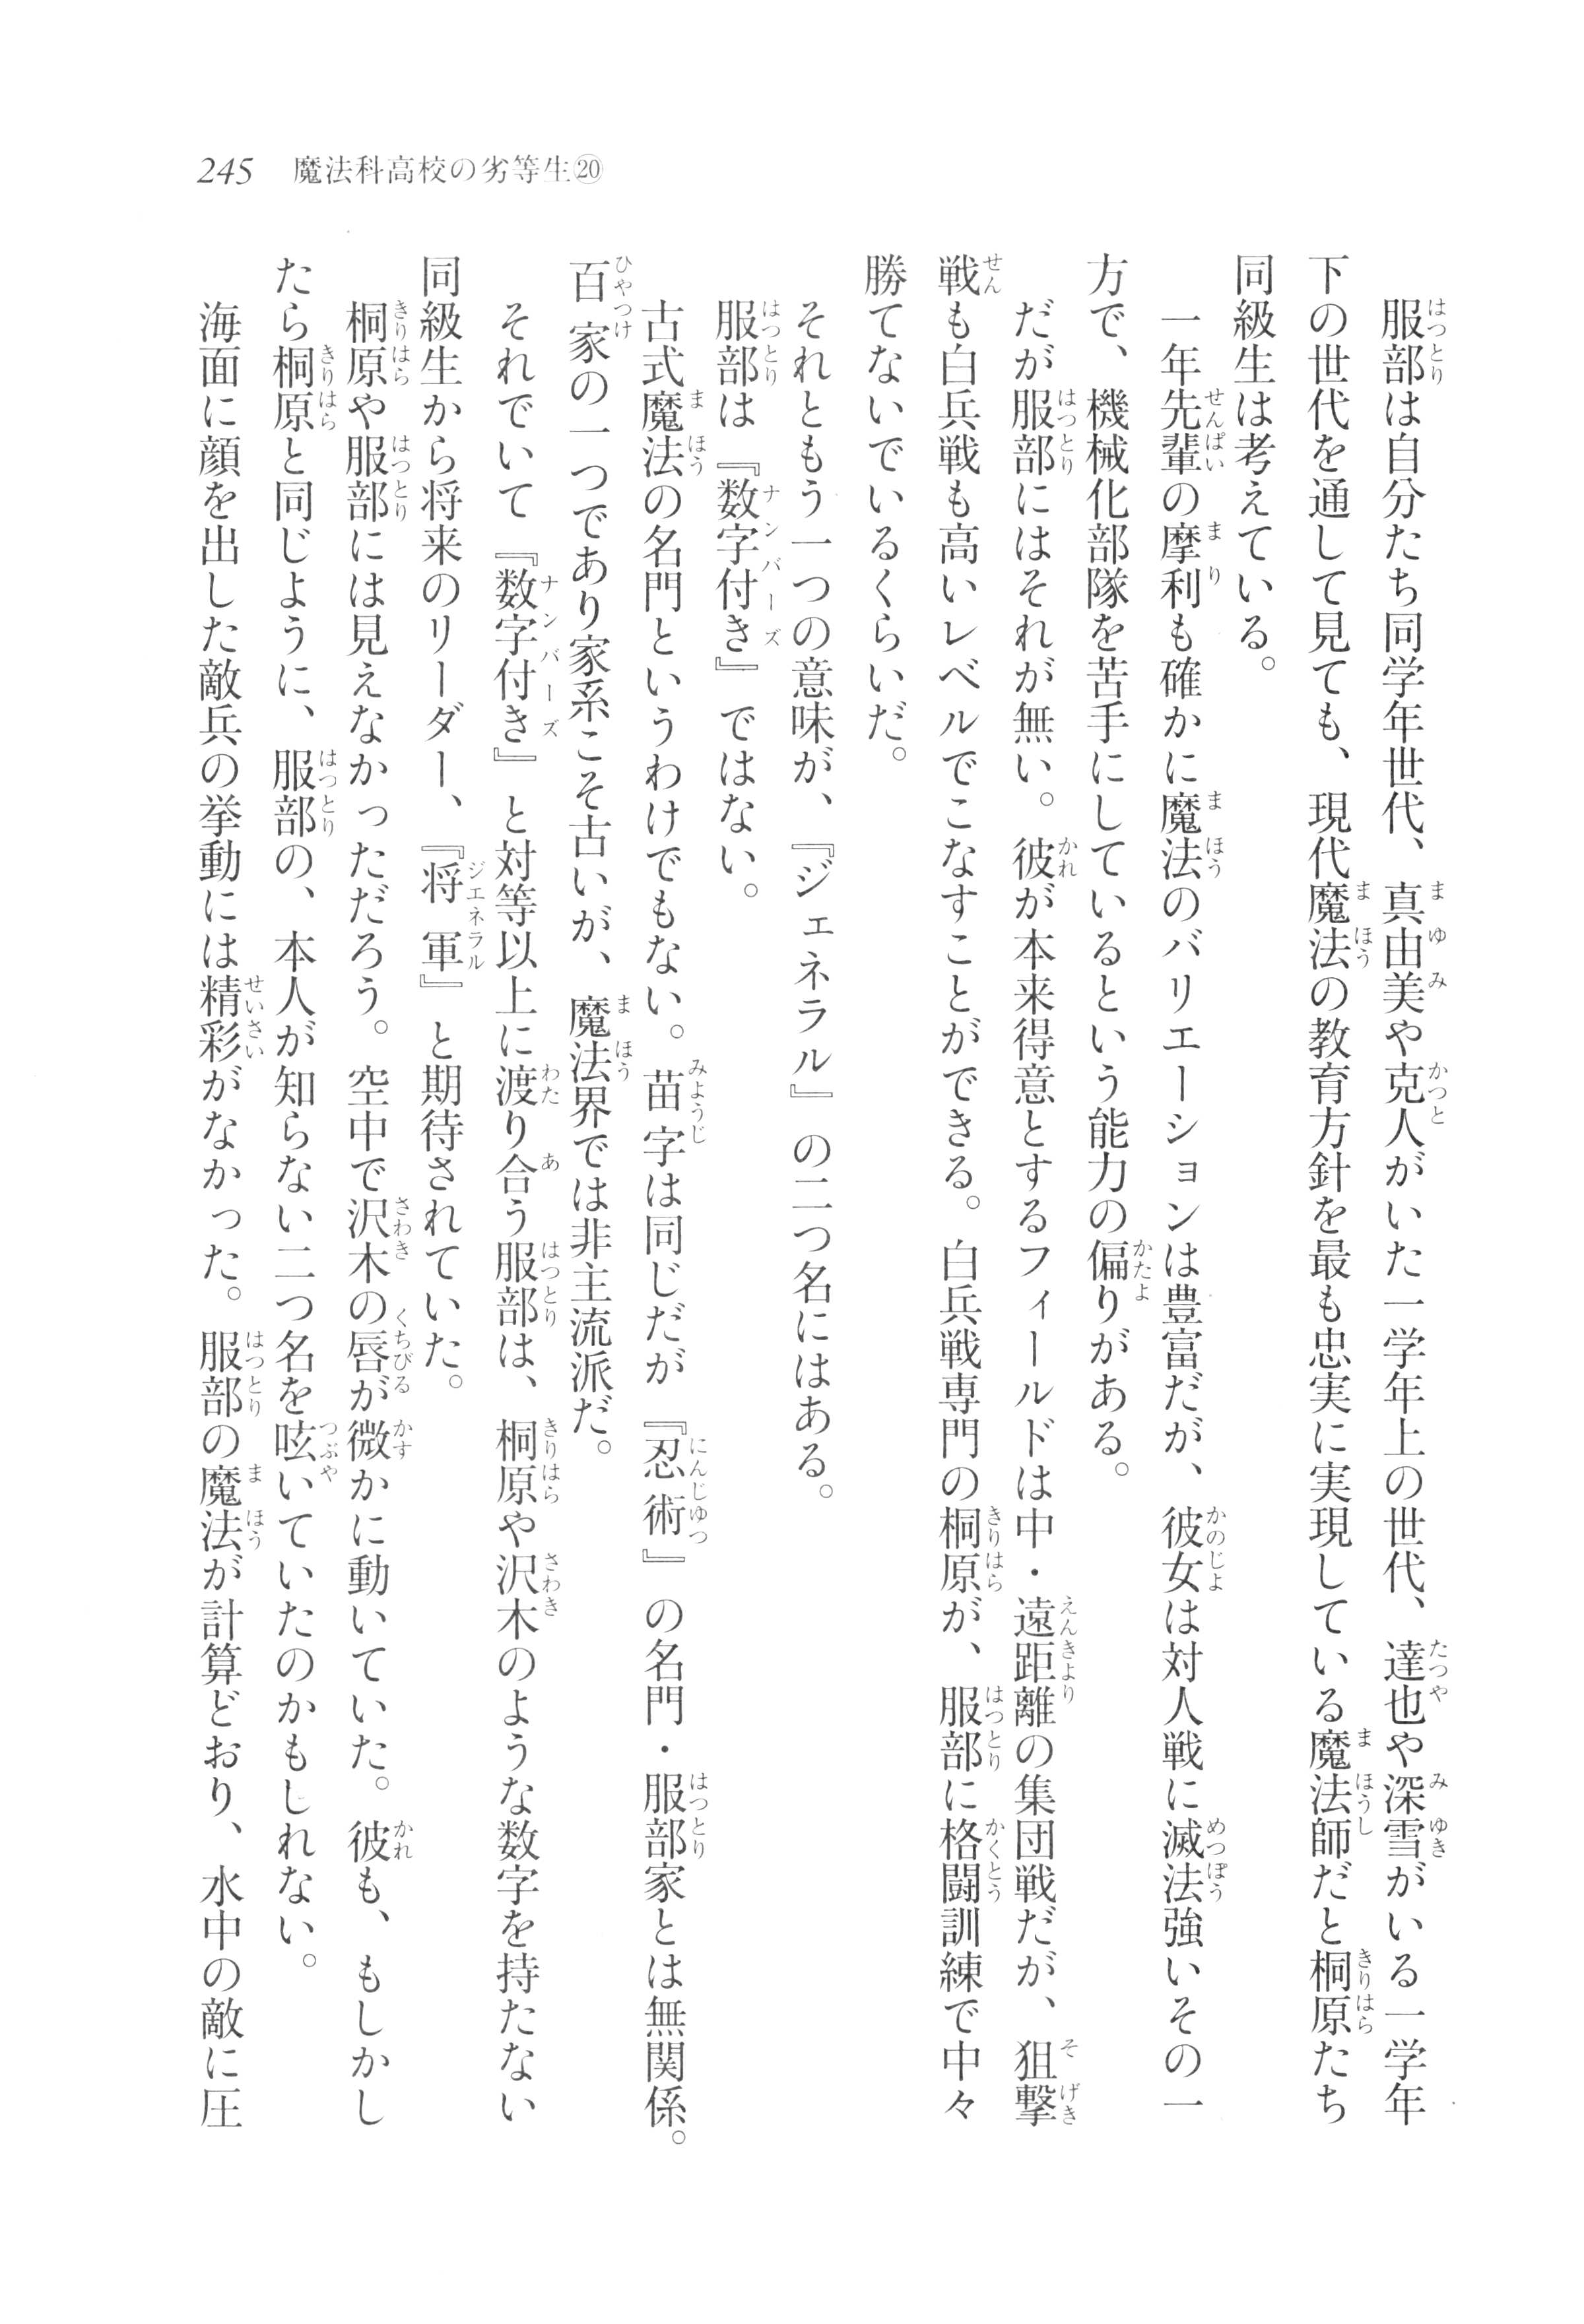 245 魔法科高校の劣等生⑳
服部は自分たち同学年世代、真由美や克人がいた一学年上の世代、達也や深雪がいる一学年
下の世代を通して見ても、現代魔法の教育方針を最も忠実に実現している魔法師だと桐原たち
同級生は考えている。
一年先輩の摩利も確かに魔法のバリエーションは豊富だが、彼女は対人戦に滅法強いその一
方で、機械化部隊を苦手にしているという能力の偏りがある。
だが服部にはそれが無い。彼が本来得意とするフィールドは中・遠距離の集団戦だが、狙撃
戦も白兵戦も高いレベルでこなすことができる。白兵戦専門の桐原が、服部に格闘訓練で中々
勝てないでいるくらいだ。
それともう一つの意味が、『ジェネラル』の二つ名にはある。
服部は『数字付き』ではない。
古式魔法の名門というわけでもない。苗字は同じだが『忍術』の名門・服部家とは無関係。
百家の一つであり家系こそ古いが、魔法界では非主流派だ。
それでいて『数字付き』と対等以上に渡り合う服部は、桐原や沢木のような数字を持たない
同級生から将来のリーダー、『将軍』と期待されていた。
桐原や服部には見えなかっただろう。空中で沢木の唇が微かに動いていた。彼も、もしかし
たら桐原と同じように、服部の、本人が知らない二つ名を呟いていたのかもしれない。
海面に顔を出した敵兵の挙動には精彩がなかった。服部の魔法が計算どおり、水中の敵に圧